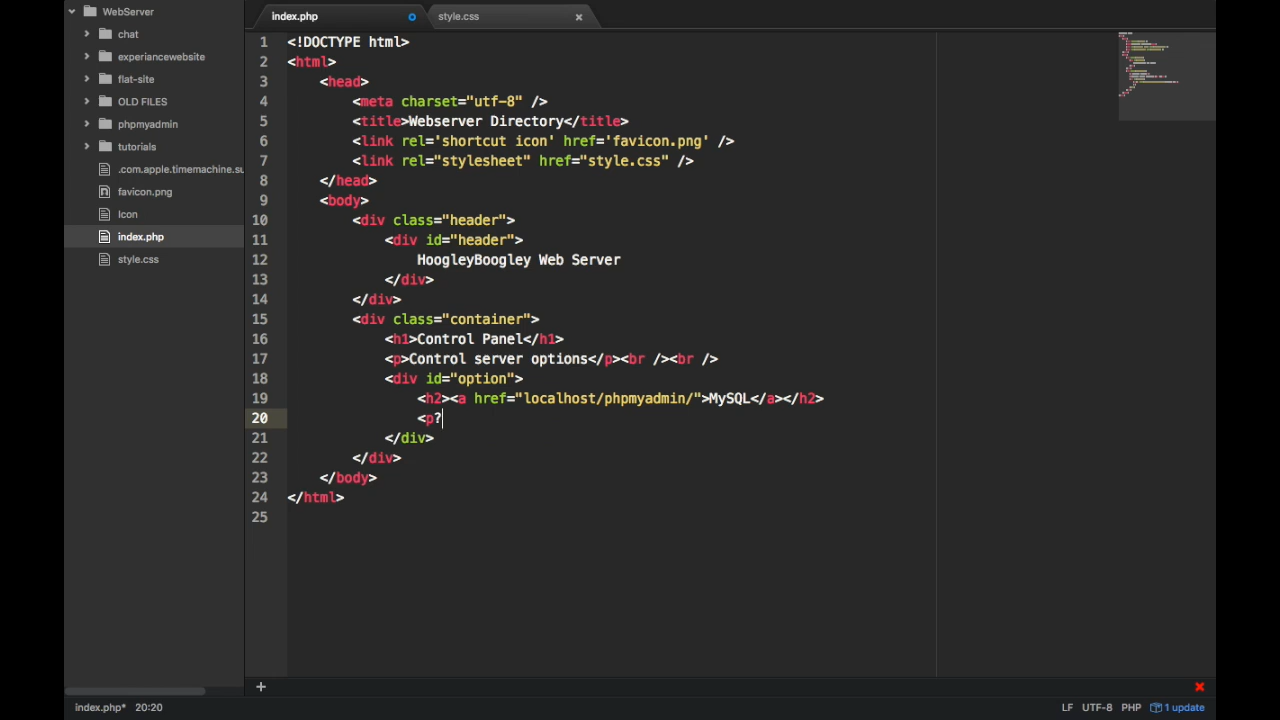 WebServer
chat
experiancewebsite
flat-site
OLD FILES
phpmyadmin
tutorials
.com.apple.timemachine.su
favicon.png
Icon
index.php
style.css
index.php
style.css
1 <!DOCTYPE html>
2 <html>
3 <head>
4 <meta charset="utf-8" />
5 <title>Webserver Directory</title>
6 <link rel='shortcut icon' href='favicon.png' />
7 <link rel="stylesheet" href="style.css" />
8 </head>
9 <body>
10 <div class="header">
11 <div id="header">
12 HoogleyBoogley Web Server
13 </div>
14 </div>
15 <div class="container">
16 <h1>Control Panel</h1>
17 <p>Control server options</p><br /><br />
18 <div id="option">
19 <h2><a href="localhost/phpmyadmin/">MySQL</a></h2>
20 <p?
21 </div>
22 </div>
23 </body>
24 </html>
25
index.php* 20:20
LF UTF-8 PHP 1 update